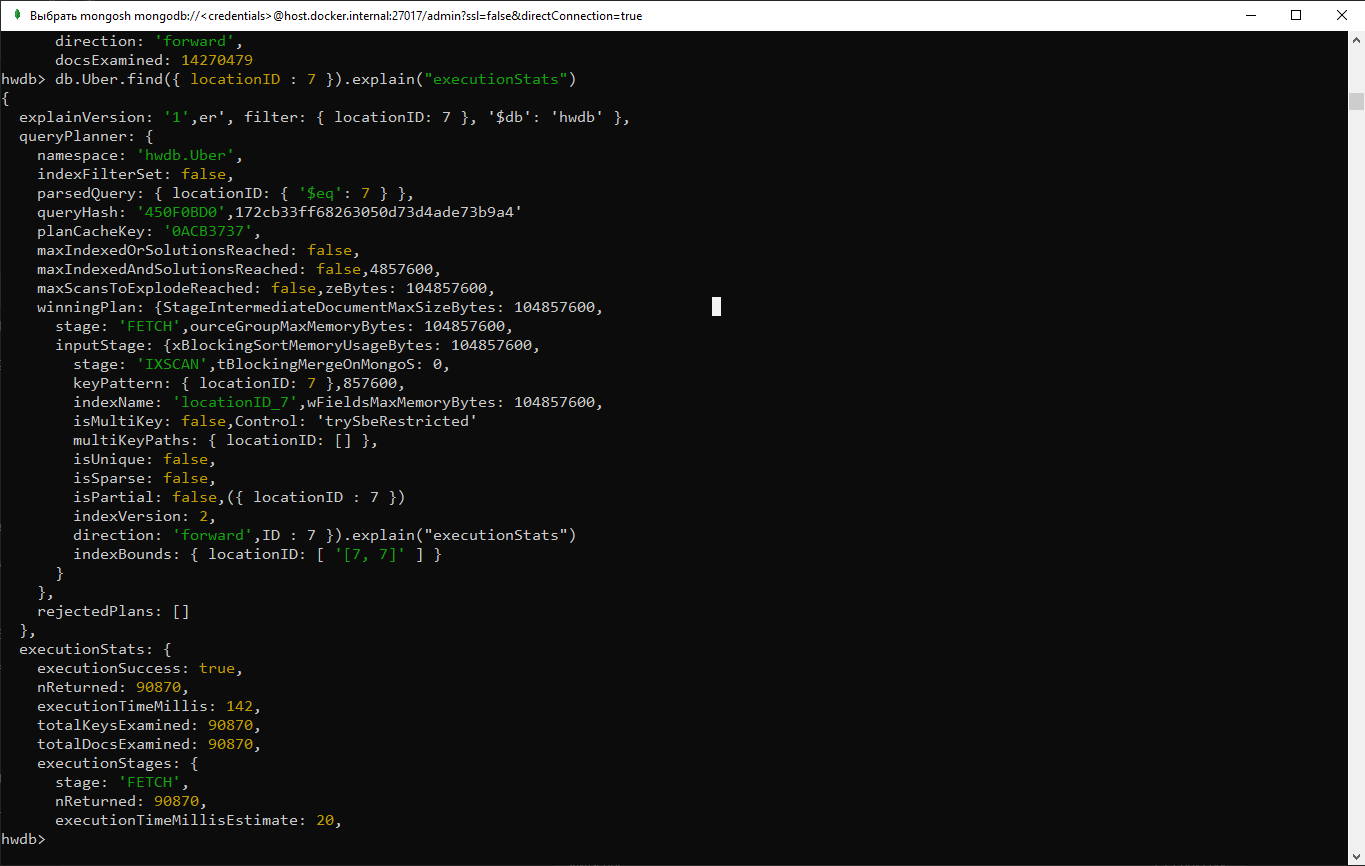 Выбрать mongosh mongodb://<credentials>@host.docker.internal:27017/admin?ssl=false&directConnection=true
direction: 'forward',
docsExamined: 14270479
hwdb> db.Uber.find({ locationID : 7 }).explain("executionStats")
{
explainVersion: '1',er', filter: { locationID: 7 }, '$db': 'hwdb' },
queryPlanner: {
namespace: 'hwdb.Uber',
indexFilterSet: false,
parsedQuery: { locationID: { '$eq': 7 } },
queryHash: '450F0BD0',172cb33ff68263050d73d4ade73b9a4'
planCacheKey: '0ACB3737',
maxIndexedOrSolutionsReached: false,
maxIndexedAndSolutionsReached: false,4857600,
maxScansToExplodeReached: false,zeBytes: 104857600,
winningPlan: {StageIntermediateDocumentMaxSizeBytes: 104857600,
stage: 'FETCH',ourceGroupMaxMemoryBytes: 104857600,
inputStage: {xBlockingSortMemoryUsageBytes: 104857600,
stage: 'IXSCAN',tBlockingMergeOnMongoS: 0,
keyPattern: { locationID: 7 },857600,
indexName: 'locationID_7',wFieldsMaxMemoryBytes: 104857600,
isMultiKey: false,Control: 'trySbeRestricted'
multiKeyPaths: { locationID: [] },
isUnique: false,
isSparse: false,
isPartial: false,({ locationID : 7 })
indexVersion: 2,
direction: 'forward',ID : 7 }).explain("executionStats")
indexBounds: { locationID: [ '[7, 7]' ] }
}
},
rejectedPlans: []
},
executionStats: {
executionSuccess: true,
nReturned: 90870,
executionTimeMillis: 142,
totalKeysExamined: 90870,
totalDocsExamined: 90870,
executionStages: {
stage: 'FETCH',
nReturned: 90870,
executionTimeMillisEstimate: 20,
hwdb>